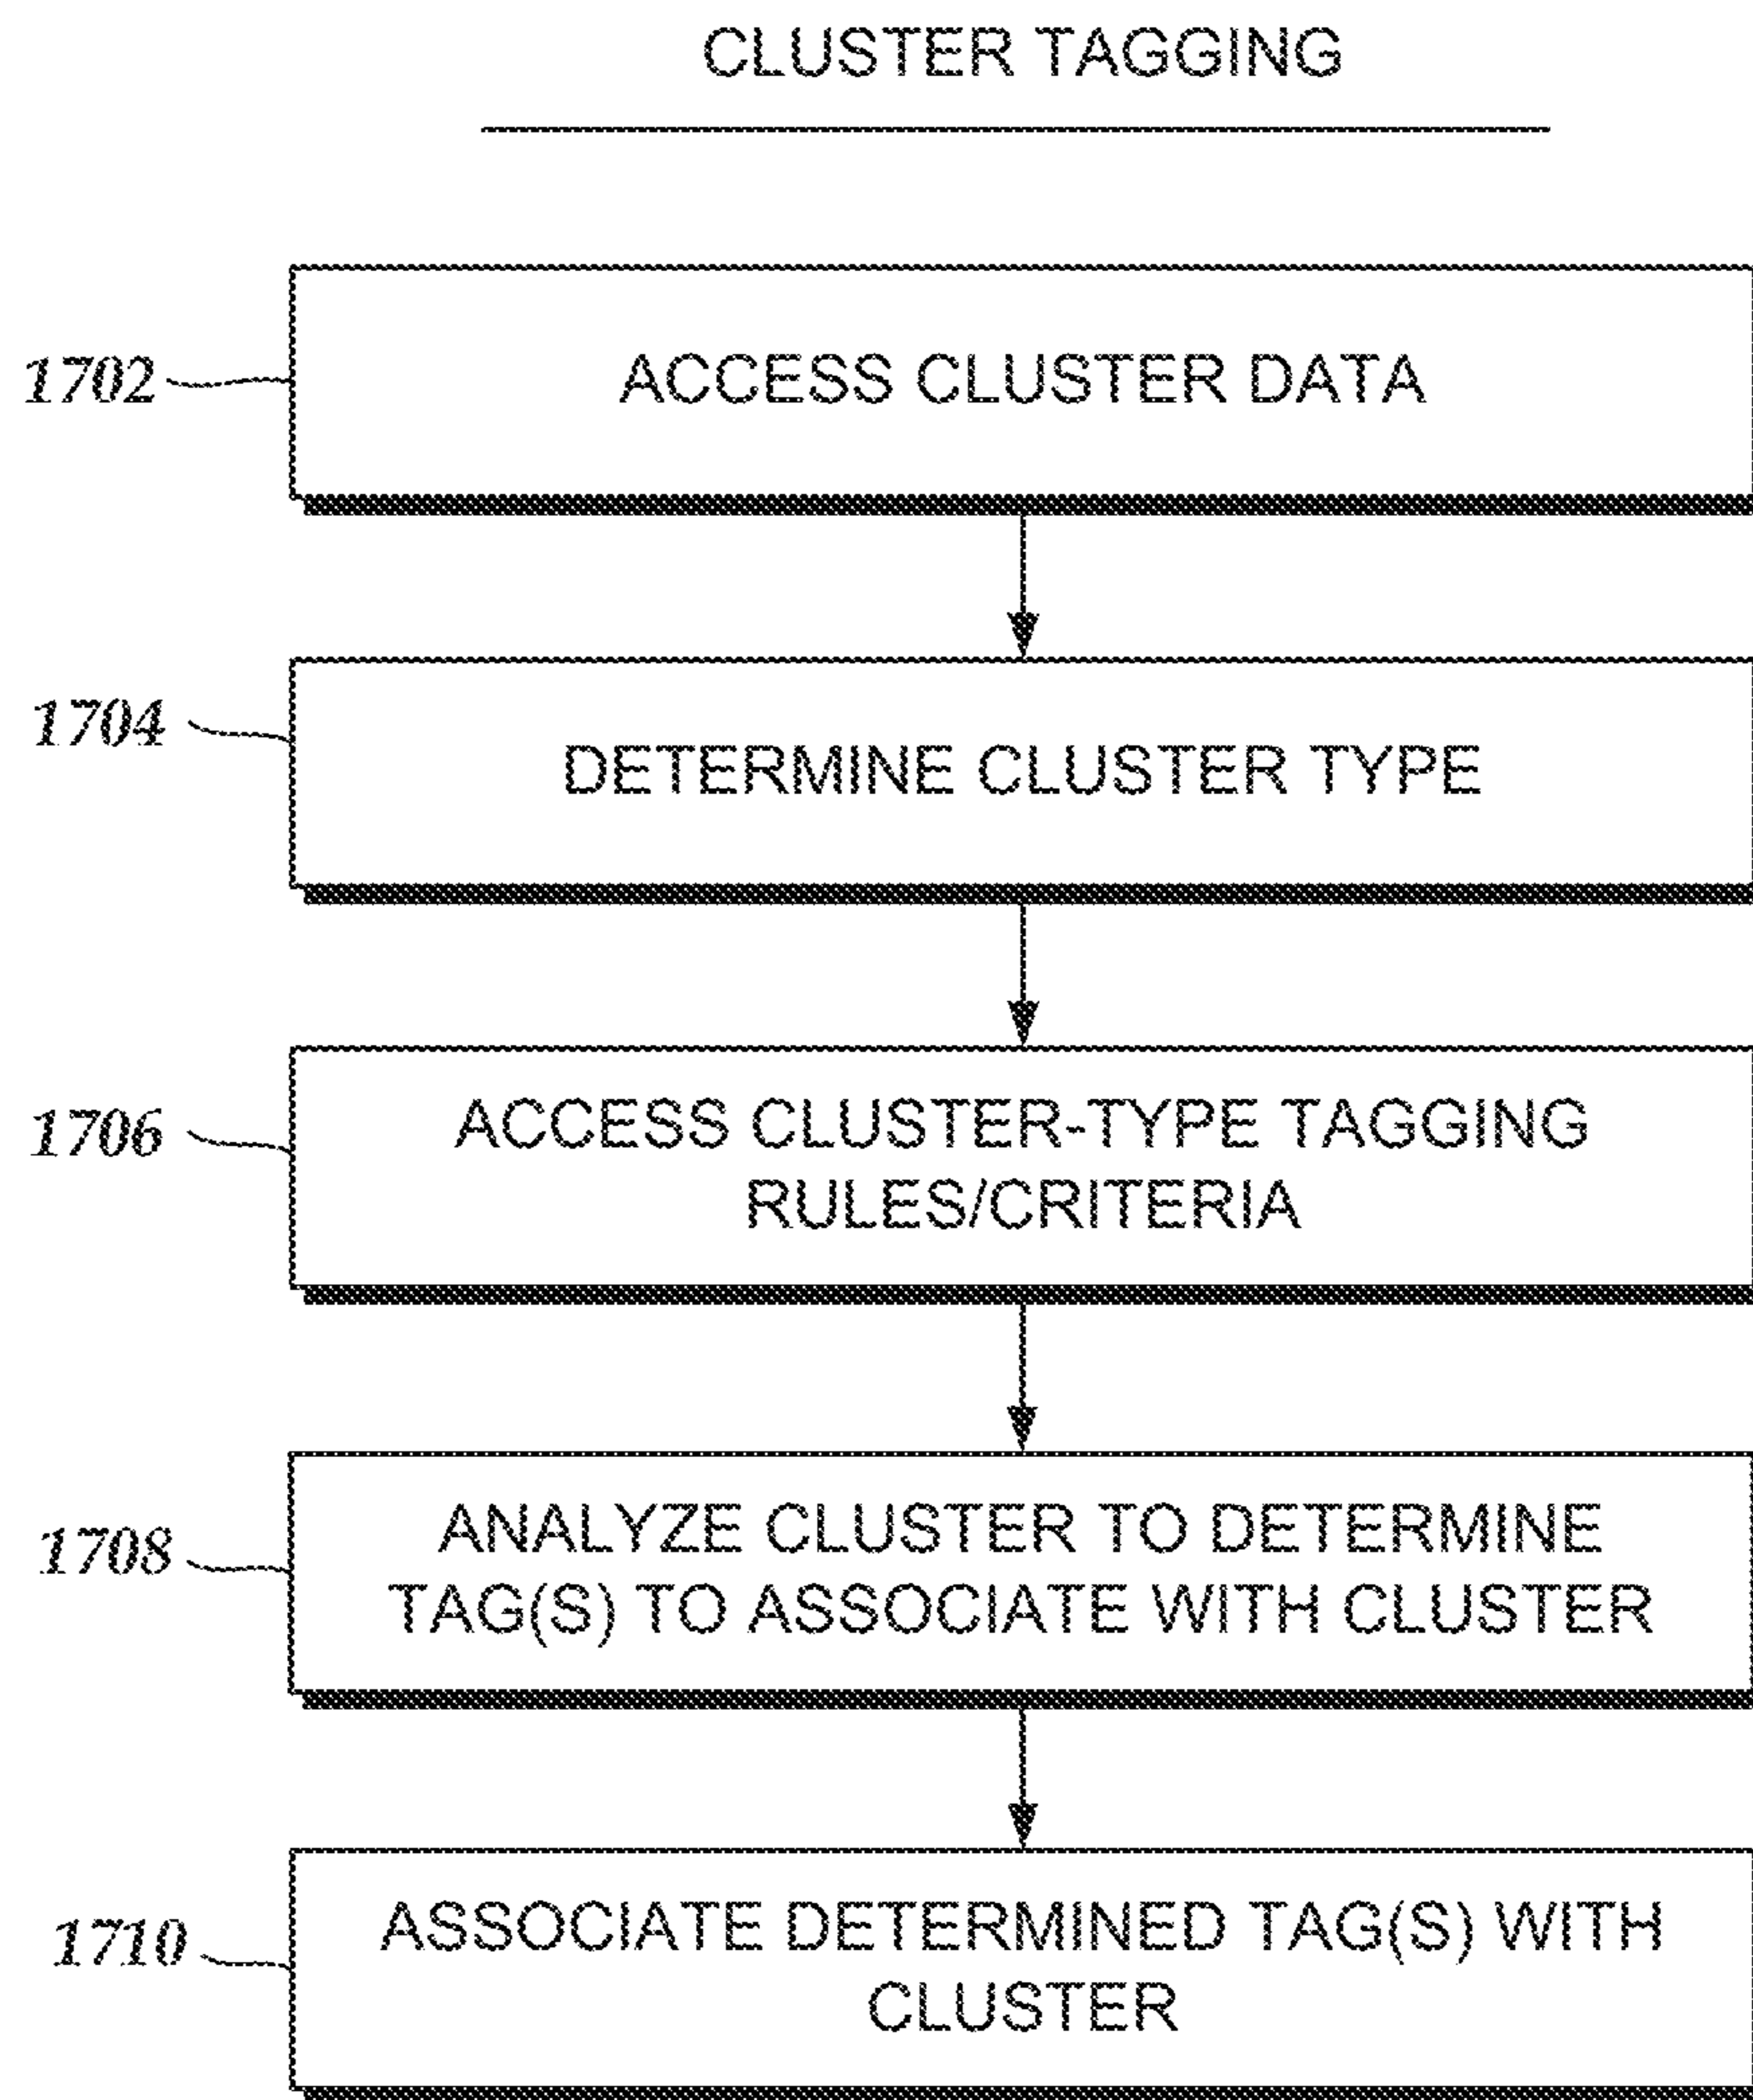 CLUSTER TAGGING
1702
ACCESS CLUSTER DATA
1704
DETERMINE CLUSTER TYPE
1706
ACCESS CLUSTER-TYPE TAGGING
RULES/CRITERIA
1708
ANALYZE CLUSTER TO DETERMINE
TAG(S) TO ASSOCIATE WITH CLUSTER
1710
ASSOCIATE DETERMINED TAG(S) WITH
CLUSTER